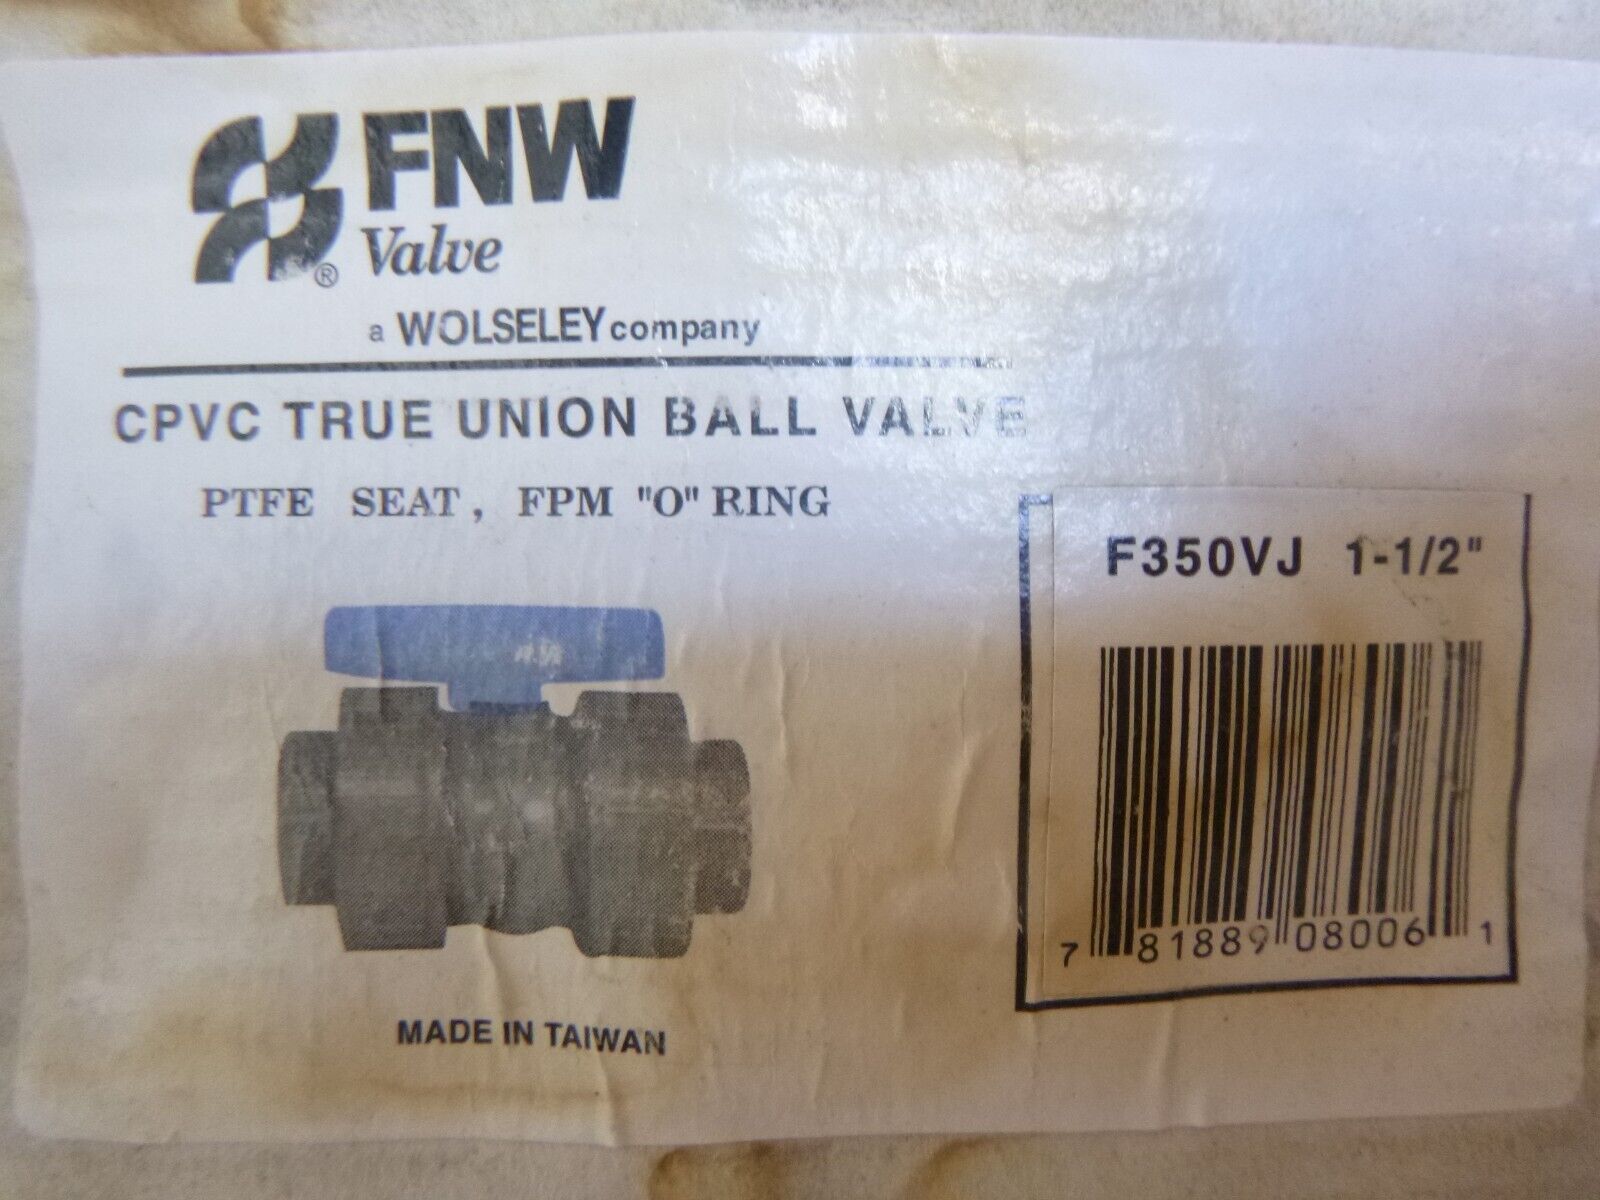 FNW
Valve
®
a WOLSELEY company
CPVC TRUE UNION BALL VALVE
PTFE SEAT, FPM "O" RING
F350VJ 1-1/2"
7 81889 08006 1
MADE IN TAIWAN